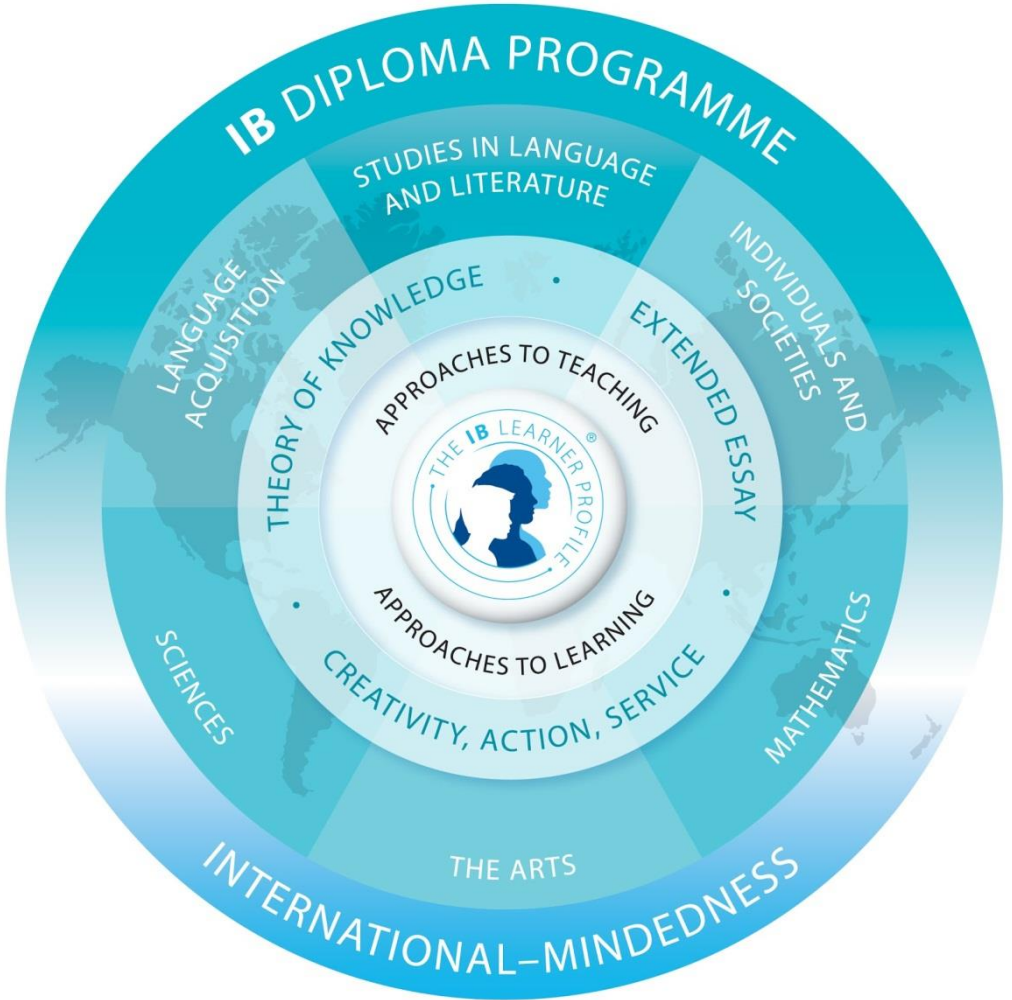 IB DIPLOMA PROGRAMME
STUDIES IN LANGUAGE
AND LITERATURE
LANGUAGE
ACQUISITION
INDIVIDUALS AND
SOCIETIES
THEORY OF KNOWLEDGE
EXTENDED ESSAY
APPROACHES TO TEACHING
THE IB LEARNER PROFILE®
APPROACHES TO LEARNING
CREATIVITY, ACTION, SERVICE
SCIENCES
MATHEMATICS
THE ARTS
INTERNATIONAL–MINDEDNESS